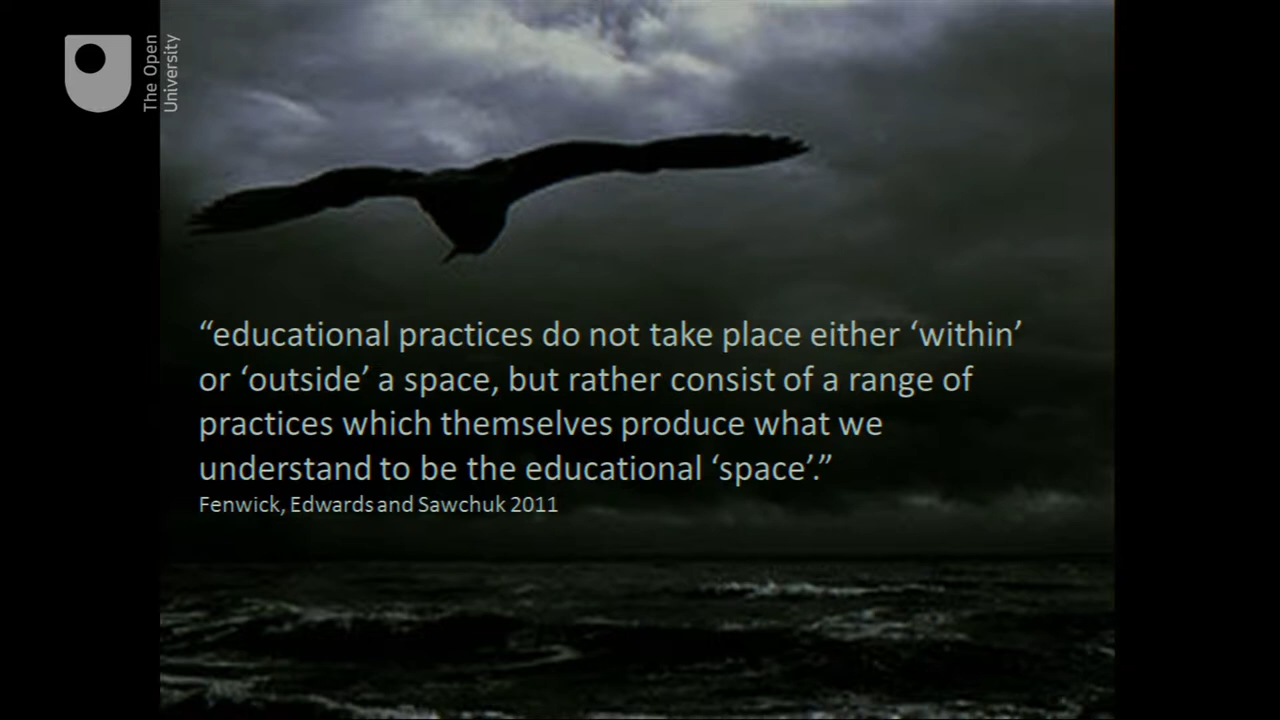 The Open
University
“educational practices do not take place either ‘within’
or ‘outside’ a space, but rather consist of a range of
practices which themselves produce what we
understand to be the educational ‘space’.”
Fenwick, Edwards and Sawchuk 2011